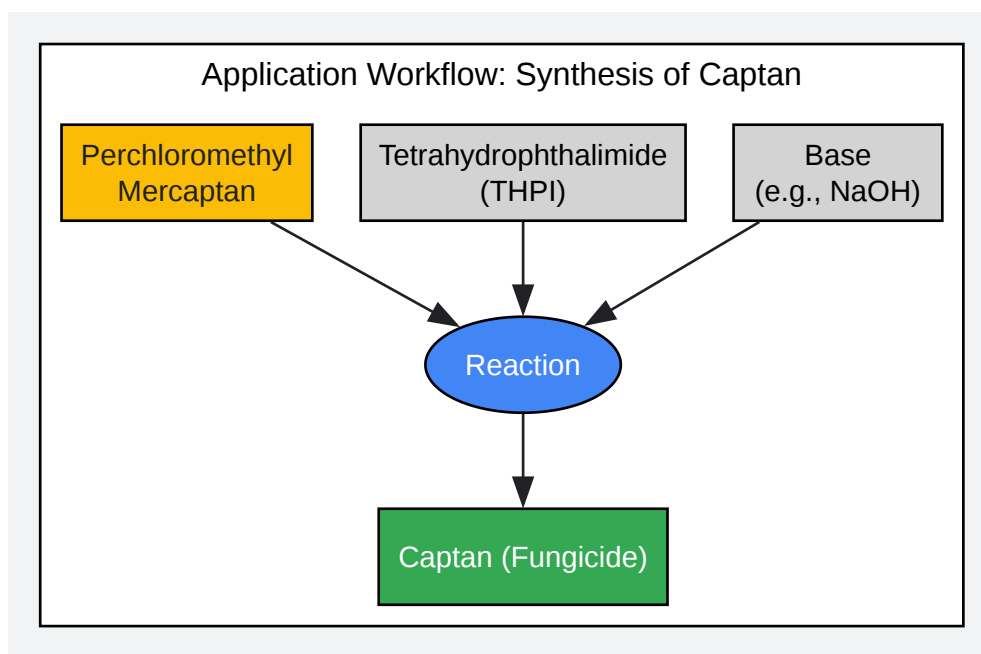 Application Workflow: Synthesis of Captan
Perchloromethyl
Mercaptan
Tetrahydrophthalimide
(THPI)
Base
(e.g., NaOH)
Reaction
Captan (Fungicide)